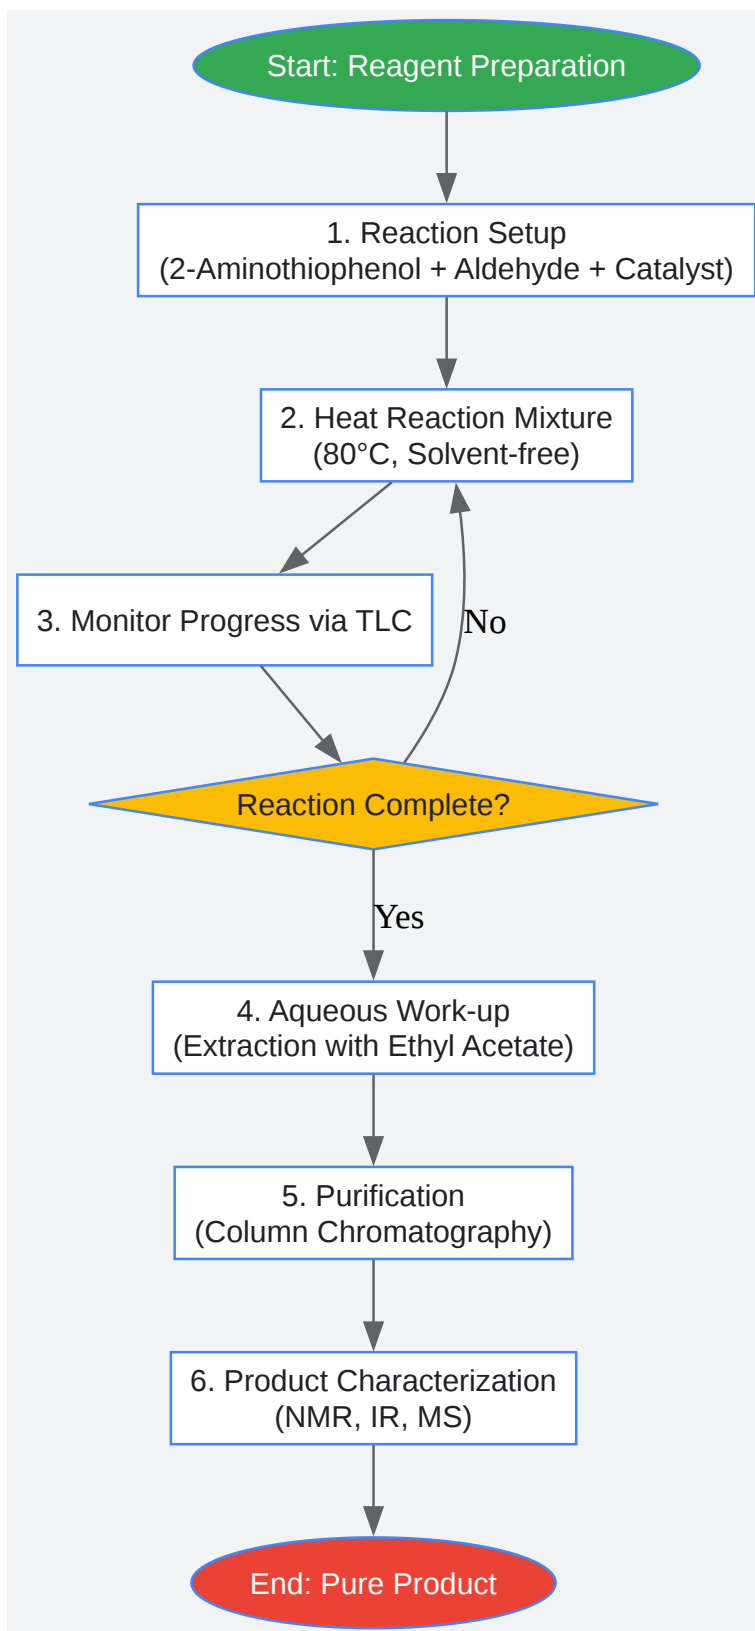 Start: Reagent Preparation
1. Reaction Setup
(2-Aminothiophenol + Aldehyde + Catalyst)
2. Heat Reaction Mixture
(80°C, Solvent-free)
3. Monitor Progress via TLC
No
Reaction Complete?
Yes
4. Aqueous Work-up
(Extraction with Ethyl Acetate)
5. Purification
(Column Chromatography)
6. Product Characterization
(NMR, IR, MS)
End: Pure Product